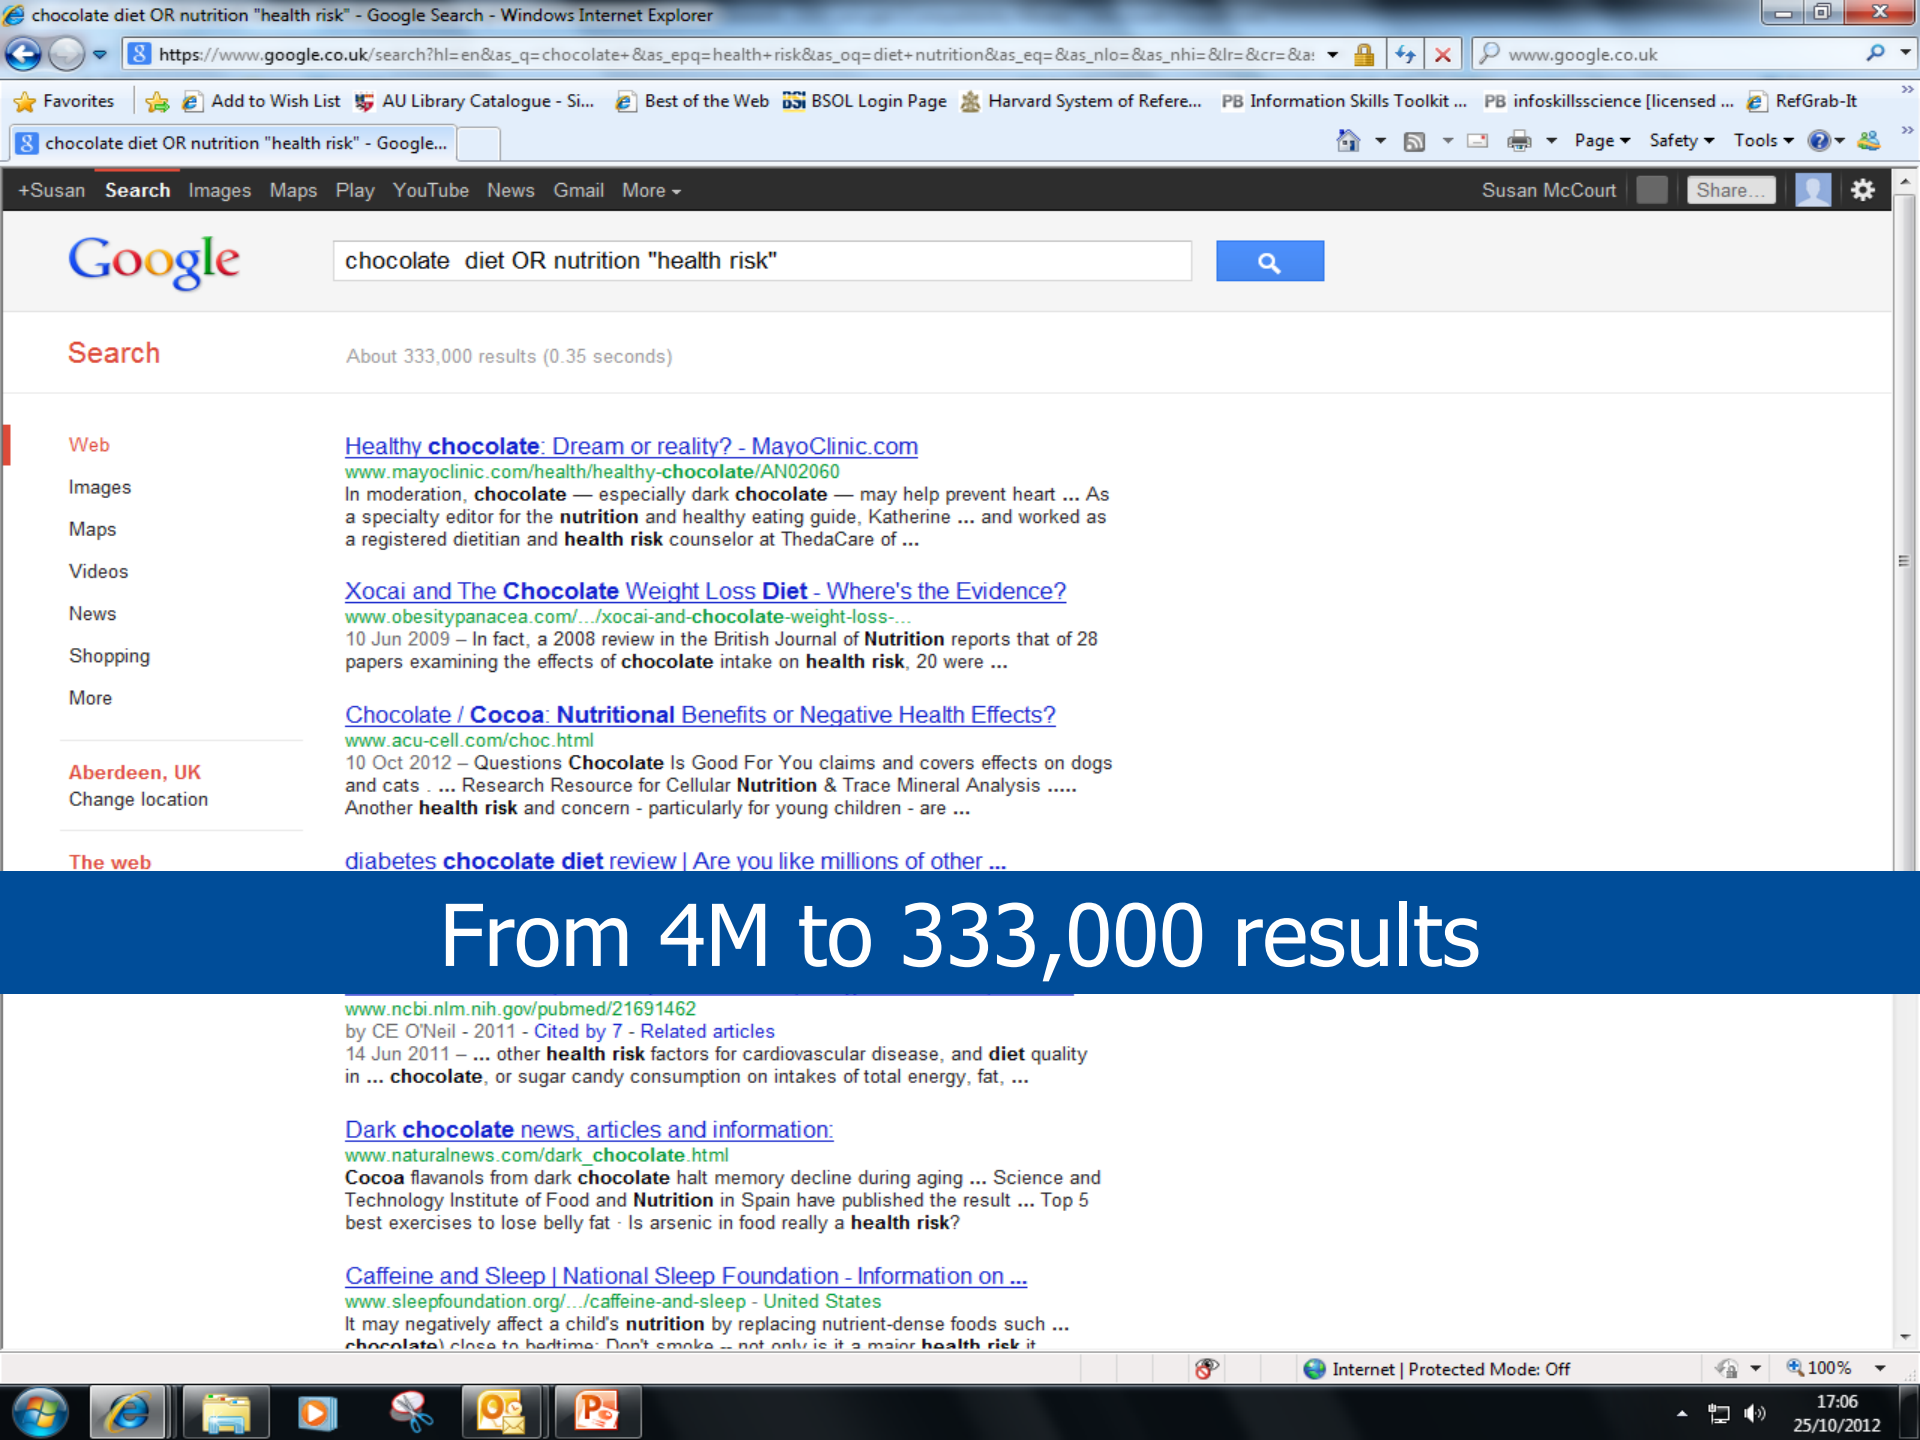 chocolate diet OR nutrition "health risk" - Google Search - Windows Internet Explorer
https://www.google.co.uk/search?hl=en&as_q=chocolate+&as_epq=health+risk&as_oq=diet+nutrition&as_eq=&as_nlo=&as_nhi=&lr=&cr=&a: www.google.co.uk
Favorites Add to Wish List AU Library Catalogue - Si... Best of the Web BSI BSOL Login Page Harvard System of Refere... PB Information Skills Toolkit ... PB infoskillsscience [licensed ... RefGrab-It
chocolate diet OR nutrition "health risk" - Google... Page Safety Tools
+Susan Search Images Maps Play YouTube News Gmail More Susan McCourt Share...
Google chocolate diet OR nutrition "health risk"
Search About 333,000 results (0.35 seconds)
Web
Images
Maps
Videos
News
Shopping
More
Aberdeen, UK
Change location
The web
Healthy chocolate: Dream or reality? - MayoClinic.com
www.mayoclinic.com/health/healthy-chocolate/AN02060
In moderation, chocolate — especially dark chocolate — may help prevent heart ... As
a specialty editor for the nutrition and healthy eating guide, Katherine ... and worked as
a registered dietitian and health risk counselor at ThedaCare of ...
Xocai and The Chocolate Weight Loss Diet - Where's the Evidence?
www.obesitypanacea.com/.../xocai-and-chocolate-weight-loss-...
10 Jun 2009 – In fact, a 2008 review in the British Journal of Nutrition reports that of 28
papers examining the effects of chocolate intake on health risk, 20 were ...
Chocolate / Cocoa: Nutritional Benefits or Negative Health Effects?
www.acu-cell.com/choc.html
10 Oct 2012 – Questions Chocolate Is Good For You claims and covers effects on dogs
and cats . ... Research Resource for Cellular Nutrition & Trace Mineral Analysis .....
Another health risk and concern - particularly for young children - are ...
diabetes chocolate diet review | Are you like millions of other ...
From 4M to 333,000 results
www.ncbi.nlm.nih.gov/pubmed/21691462
by CE O'Neil - 2011 - Cited by 7 - Related articles
14 Jun 2011 – ... other health risk factors for cardiovascular disease, and diet quality
in ... chocolate, or sugar candy consumption on intakes of total energy, fat, ...
Dark chocolate news, articles and information:
www.naturalnews.com/dark_chocolate.html
Cocoa flavanols from dark chocolate halt memory decline during aging ... Science and
Technology Institute of Food and Nutrition in Spain have published the result ... Top 5
best exercises to lose belly fat · Is arsenic in food really a health risk?
Caffeine and Sleep | National Sleep Foundation - Information on ...
www.sleepfoundation.org/.../caffeine-and-sleep - United States
It may negatively affect a child's nutrition by replacing nutrient-dense foods such ...
chocolate) close to bedtime; Don't smoke -- not only is it a major health risk it
Internet | Protected Mode: Off 100%
17:06
25/10/2012